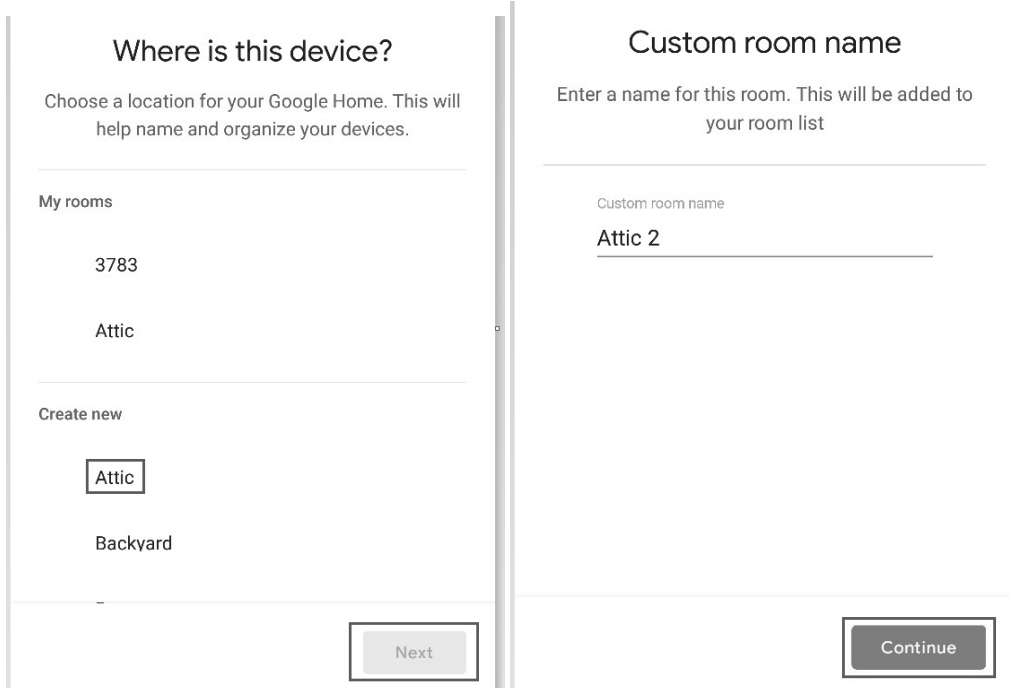 Where is this device?
Choose a location for your Google Home. This will
help name and organize your devices.
My rooms
3783
Attic
Create new
Attic
Backyard
Next
Custom room name
Enter a name for this room. This will be added to
your room list
Custom room name
Attic 2
Continue